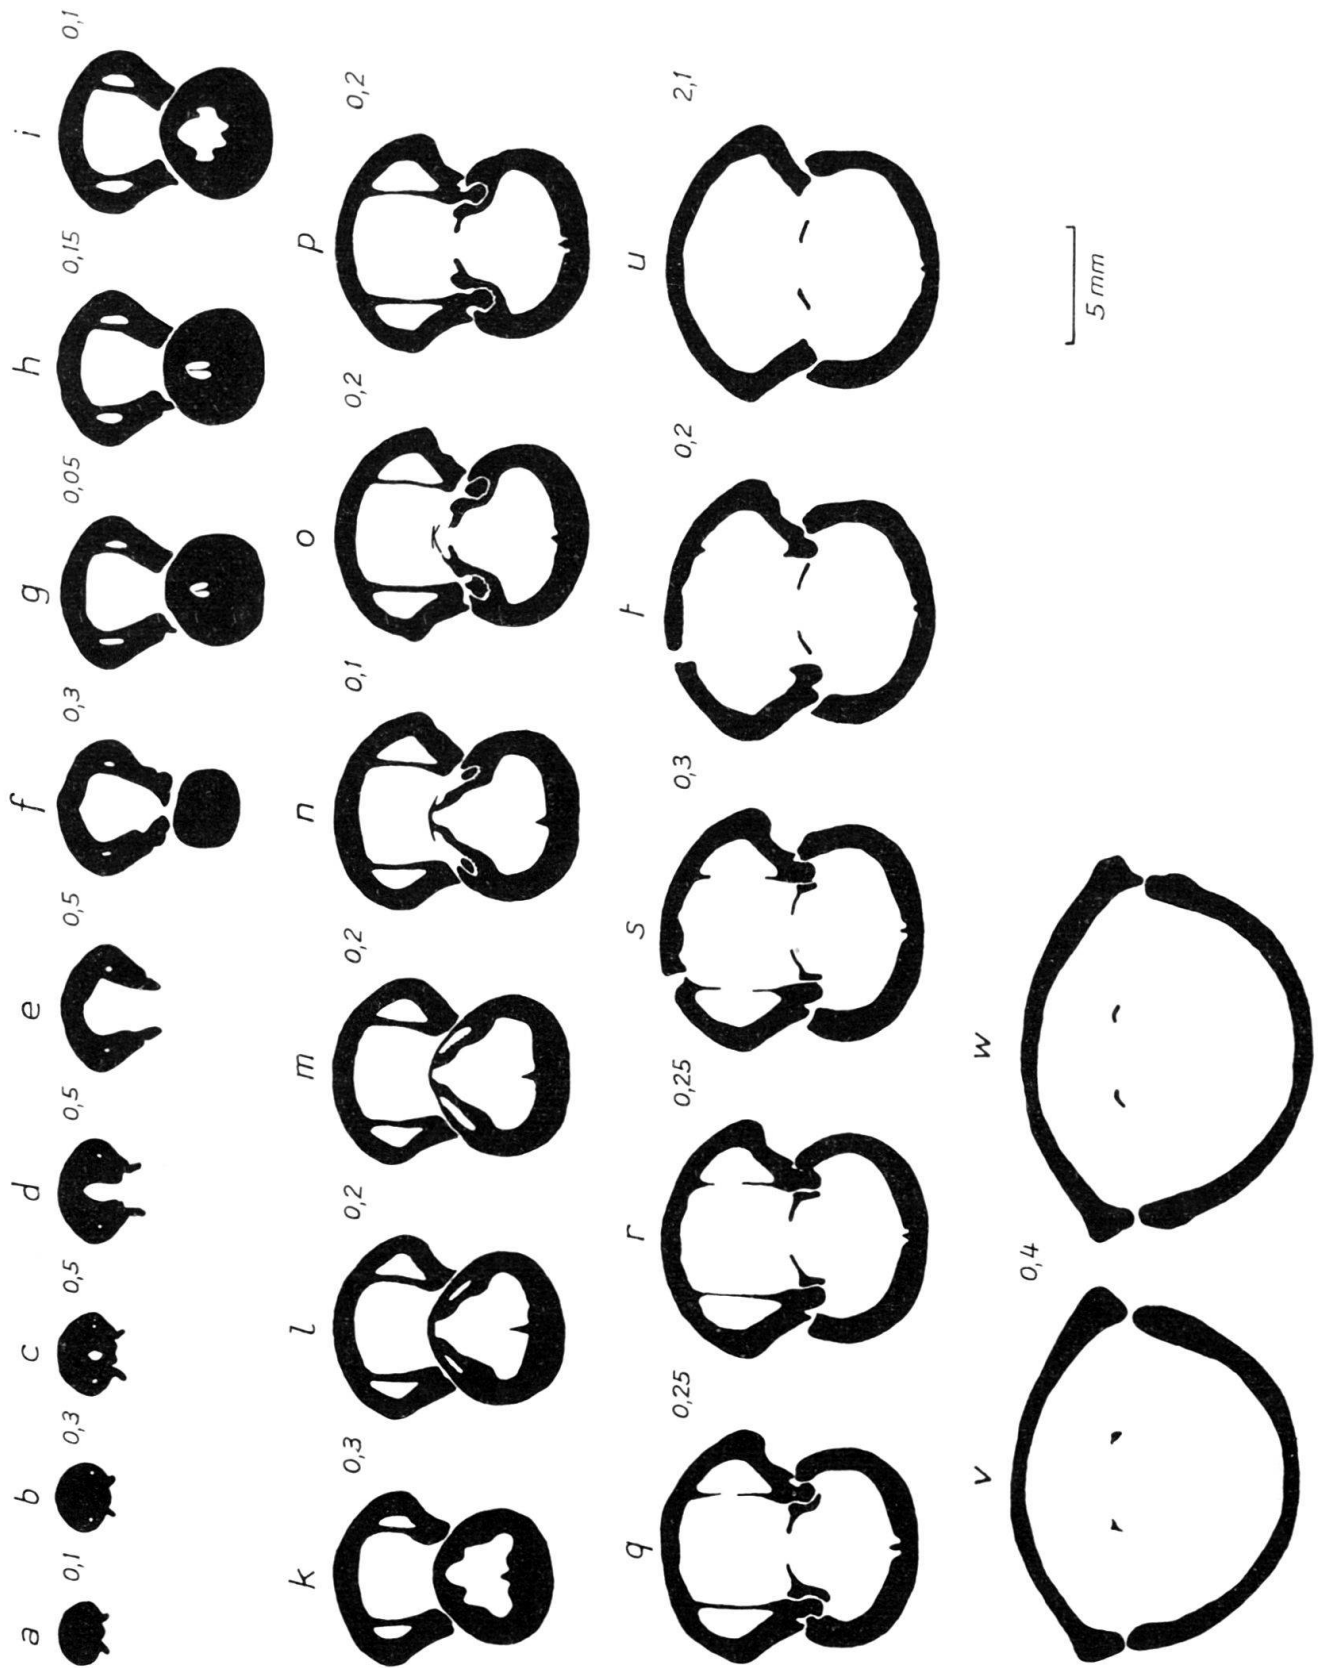 a 0,1 b 0,3 c 0,5 d 0,5 e 0,5 f 0,3 g 0,05 h 0,15 i 0,1
k 0,3 l 0,2 m 0,2 n 0,1 o 0,2 p 0,2
q 0,25 r 0,25 s 0,3 t 0,2 u 2,1
v 0,4 w
5 mm